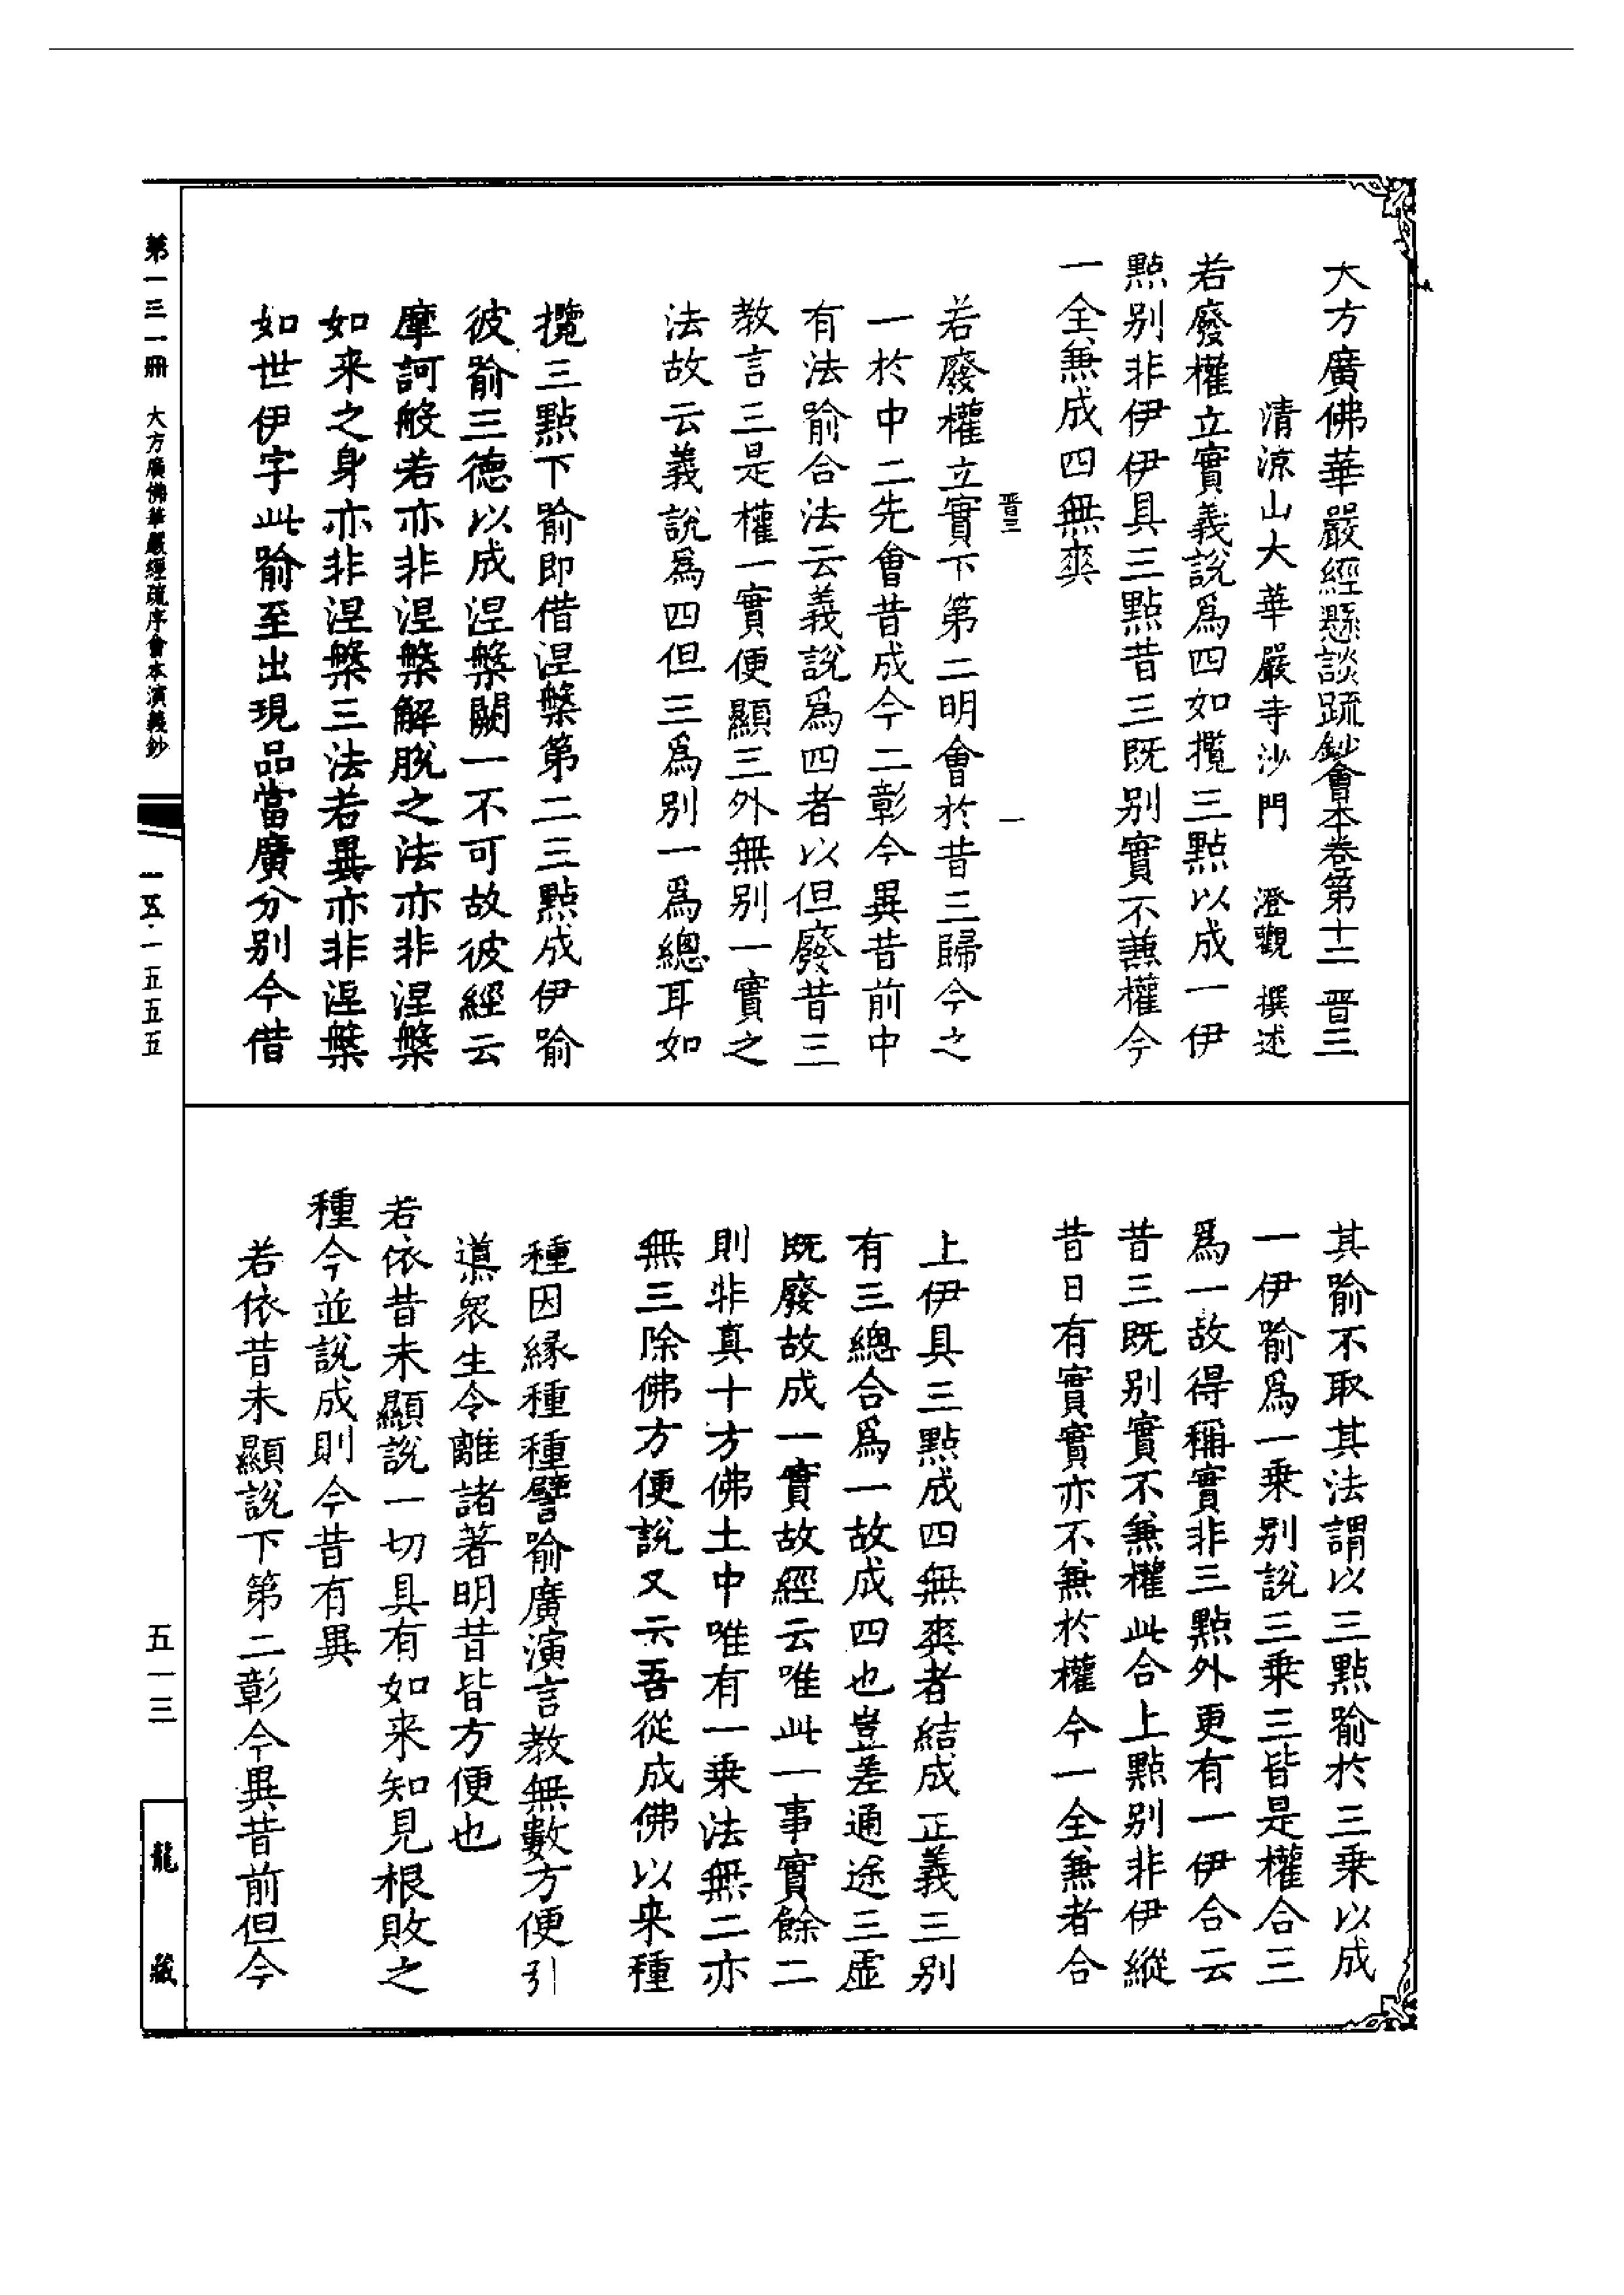 大方廣佛華嚴經懸談疏鈔會本卷第十二 晋三
清涼山大華嚴寺沙門 澄觀 撰述
若廢權立實義說爲四如攬三點以成一伊
點別非伊伊具三點昔三既別實不兼權今
一全兼成四無爽
晋三 一
若廢權立實下第二明會於昔三歸今之
一於中二先會昔成今二彰今異昔前中
有法喻合法云義說爲四者以但廢昔三
教言三是權一實便顯三外無別一實之
法故云義說爲四但三爲別一爲總耳如
攬三點下喻即借涅槃第二三點成伊喻
彼喻三德以成涅槃闕一不可故彼經云
摩訶般若亦非涅槃解脫之法亦非涅槃
如来之身亦非涅槃三法若異亦非涅槃
如世伊字此喻至出現品當廣分別今借
其喻不取其法謂以三點喻於三乗以成
一伊喻爲一乗別說三乗三皆是權合三
爲一故得稱實非三點外更有一伊合云
昔三既別實不兼權此合上點別非伊縱
昔日有實實亦不兼於權今一全兼者合
上伊具三點成四無爽者結成正義三別
有三總合爲一故成四也豈差通途三虛
既廢故成一實故經云唯此一事實餘二
則非真十方佛土中唯有一乗法無二亦
無三除佛方便說又云吾從成佛以来種
種因緣種種譬喻廣演言教無數方便引
導衆生令離諸著明昔皆方便也
若依昔未顯說一切具有如来知見根敗之
種今並說成則今昔有異
若依昔未顯說下第二彰今異昔前但今
第一三一冊 大方廣佛華嚴經疏序會本演義鈔
一五·一五五五
五一三
龍藏